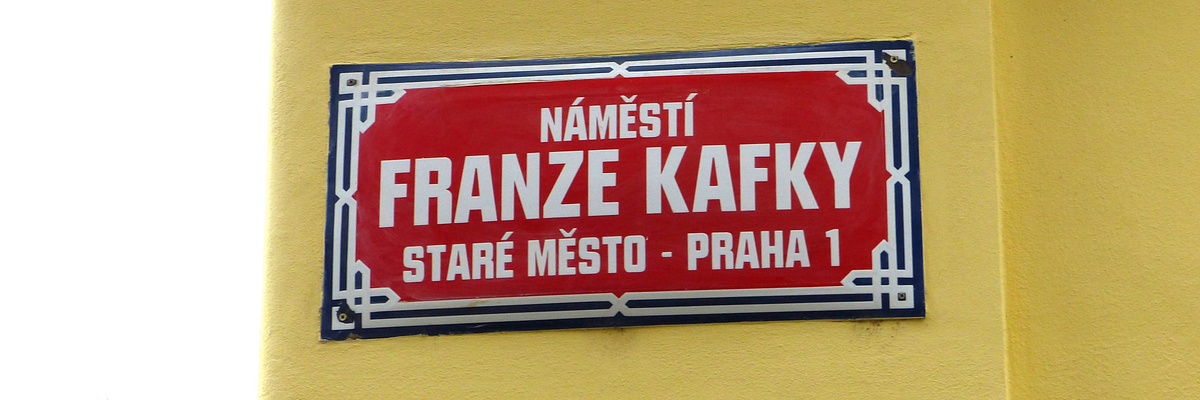 NÁMĚSTÍ
FRANZE KAFKY
STARÉ MĚSTO - PRAHA 1